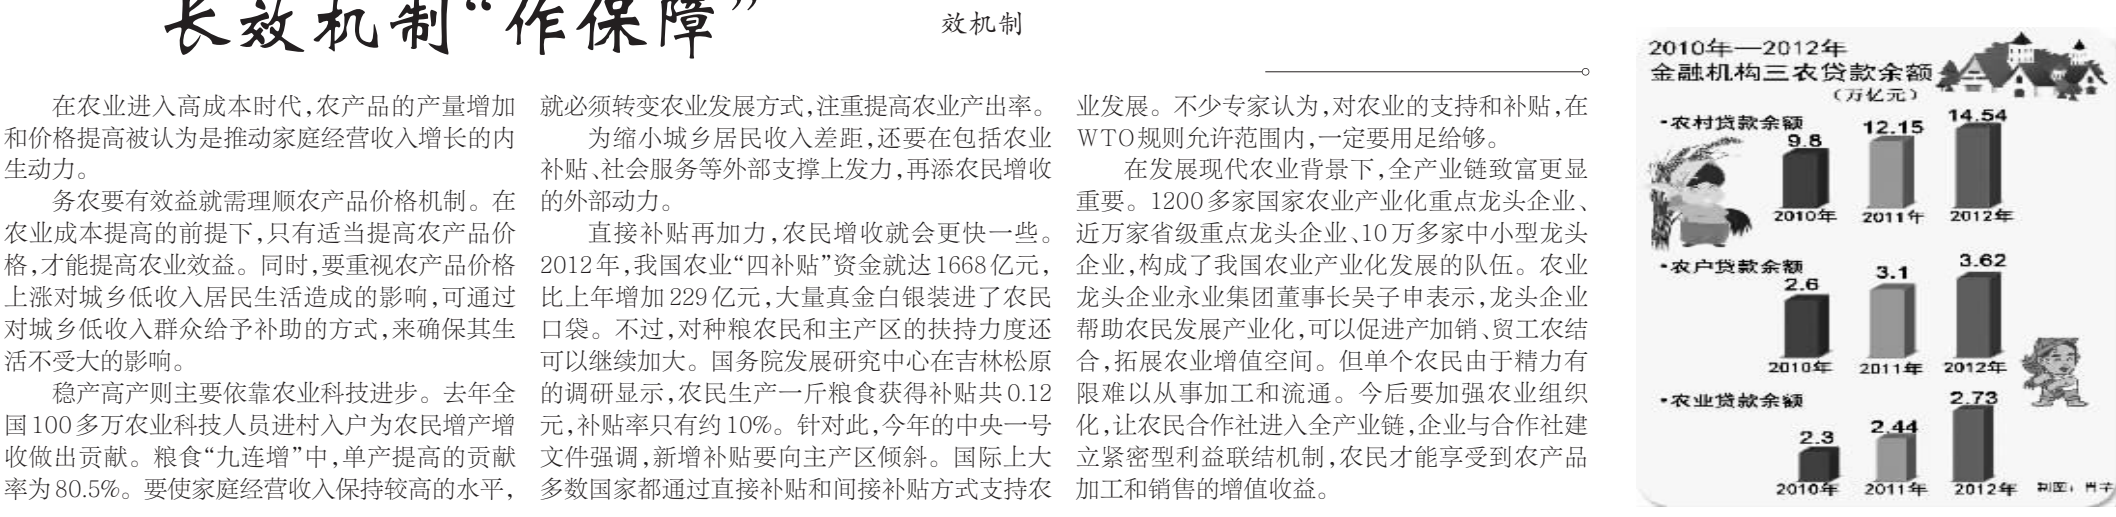 长效机制“作保障”
效机制
在农业进入高成本时代，农产品的产量增加
和价格提高被认为是推动家庭经营收入增长的内
生动力。
务农要有效益就需理顺农产品价格机制。在
农业成本提高的前提下，只有适当提高农产品价
格，才能提高农业效益。同时，要重视农产品价格
上涨对城乡低收入居民生活造成的影响，可通过
对城乡低收入群众给予补助的方式，来确保其生
活不受大的影响。
稳产高产则主要依靠农业科技进步。去年全
国100多万农业科技人员进村入户为农民增产增
收做出贡献。粮食“九连增”中，单产提高的贡献
率为80.5%。要使家庭经营收入保持较高的水平，
就必须转变农业发展方式，注重提高农业产出率。
为缩小城乡居民收入差距，还要在包括农业
补贴、社会服务等外部支撑上发力，再添农民增收
的外部动力。
直接补贴再加力，农民增收就会更快一些。
2012年，我国农业“四补贴”资金就达1668亿元，
比上年增加229亿元，大量真金白银装进了农民
口袋。不过，对种粮农民和主产区的扶持力度还
可以继续加大。国务院发展研究中心在吉林松原
的调研显示，农民生产一斤粮食获得补贴共0.12
元，补贴率只有约10%。针对此，今年的中央一号
文件强调，新增补贴要向主产区倾斜。国际上大
多数国家都通过直接补贴和间接补贴方式支持农
业发展。不少专家认为，对农业的支持和补贴，在
WTO规则允许范围内，一定要用足给够。
在发展现代农业背景下，全产业链致富更显
重要。1200多家国家农业产业化重点龙头企业、
近万家省级重点龙头企业、10万多家中小型龙头
企业，构成了我国农业产业化发展的队伍。农业
龙头企业永业集团董事长吴子申表示，龙头企业
帮助农民发展产业化，可以促进产加销、贸工农结
合，拓展农业增值空间。但单个农民由于精力有
限难以从事加工和流通。今后要加强农业组织
化，让农民合作社进入全产业链，企业与合作社建
立紧密型利益联结机制，农民才能享受到农产品
加工和销售的增值收益。
2010年—2012年
金融机构三农贷款余额
（万亿元）
·农村贷款余额
9.8 12.15 14.54
2010年 2011年 2012年
·农户贷款余额
2.6 3.1 3.62
2010年 2011年 2012年
·农业贷款余额
2.3 2.44 2.73
2010年 2011年 2012年
制图：肖子